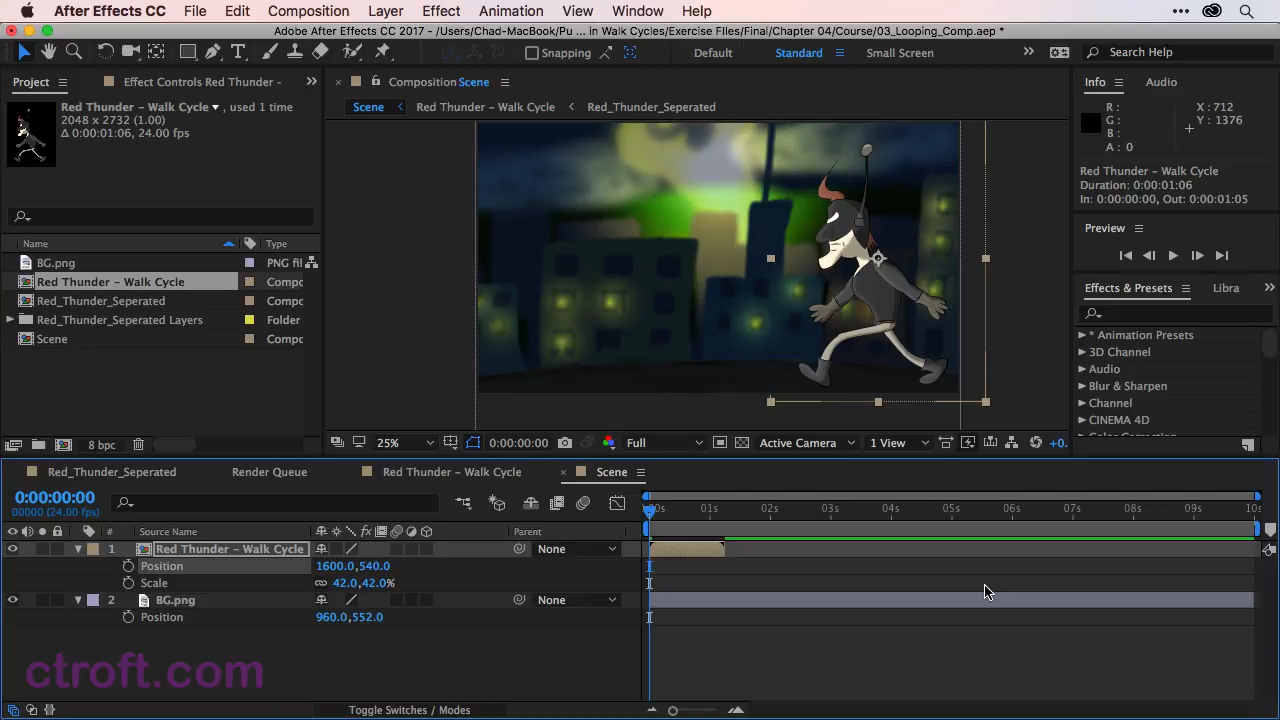 After Effects CC File Edit Composition Layer Effect Animation View Window Help
Adobe After Effects CC 2017 - /Users/Chad-MacBook/Pu ... in Walk Cycles/Exercise Files/Final/Chapter 04/Course/03_Looping_Comp.aep *
Snapping Default Standard Small Screen Search Help
Project Effect Controls Red Thunder -
Composition Scene
Info Audio
Red Thunder - Walk Cycle, used 1 time
2048 x 2732 (1.00)
Δ 0:00:01:06, 24.00 fps
Scene Red Thunder - Walk Cycle Red_Thunder_Seperated
R:
G:
B:
A: 0
X: 712
Y: 1376
Red Thunder - Walk Cycle
Duration: 0:00:01:06
In: 0:00:00:00, Out: 0:00:01:05
Preview
Name Type
BG.png PNG fil
Red Thunder - Walk Cycle Compo
Red_Thunder_Seperated Compo
Red_Thunder_Seperated Layers Folder
Scene Compo
Effects & Presets Libra
* Animation Presets
3D Channel
Audio
Blur & Sharpen
Channel
CINEMA 4D
Color Correction
8 bpc
25% 0:00:00:00 Full Active Camera 1 View +0.
Red_Thunder_Seperated Render Queue Red Thunder - Walk Cycle Scene
0:00:00:00
00000 (24.00 fps)
:00s 01s 02s 03s 04s 05s 06s 07s 08s 09s 10s
# Source Name Parent
1 Red Thunder - Walk Cycle None
Position 1600.0,540.0
Scale 42.0,42.0%
2 BG.png None
Position 960.0,552.0
ctroft.com
Toggle Switches / Modes